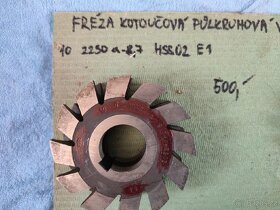 FRÉZA KOTOUČOVÁ PŮLKRUHOVÁ V
10 2250 a-8,7 HSS02 E1
500,-